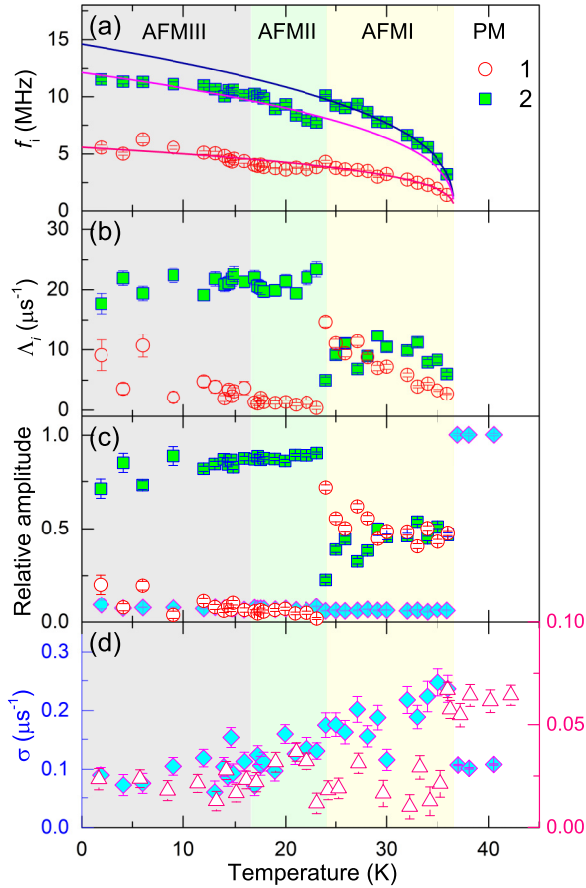 AFMIII AFMII AFMI PM
(a)
15
10
5
0
f_i (MHz)
1
2
(b)
30
20
10
0
Λ_i (μs⁻¹)
(c)
1.0
0.5
0.0
Relative amplitude
(d)
0.3
0.2
0.1
0.0
σ (μs⁻¹)
0.10
0.05
0.00
0 10 20 30 40
Temperature (K)